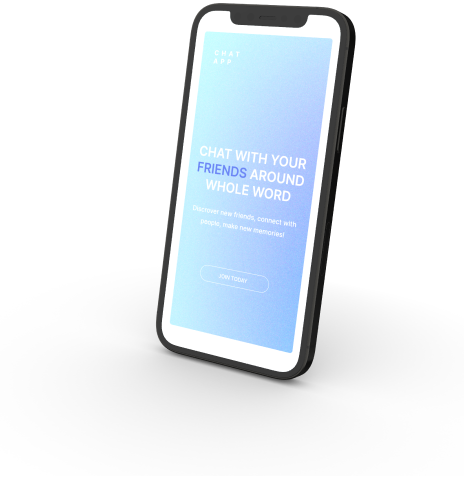 CHAT
APP
CHAT WITH YOUR
FRIENDS AROUND
WHOLE WORD
Discover new friends, connect with
people, make new memories!
JOIN TODAY